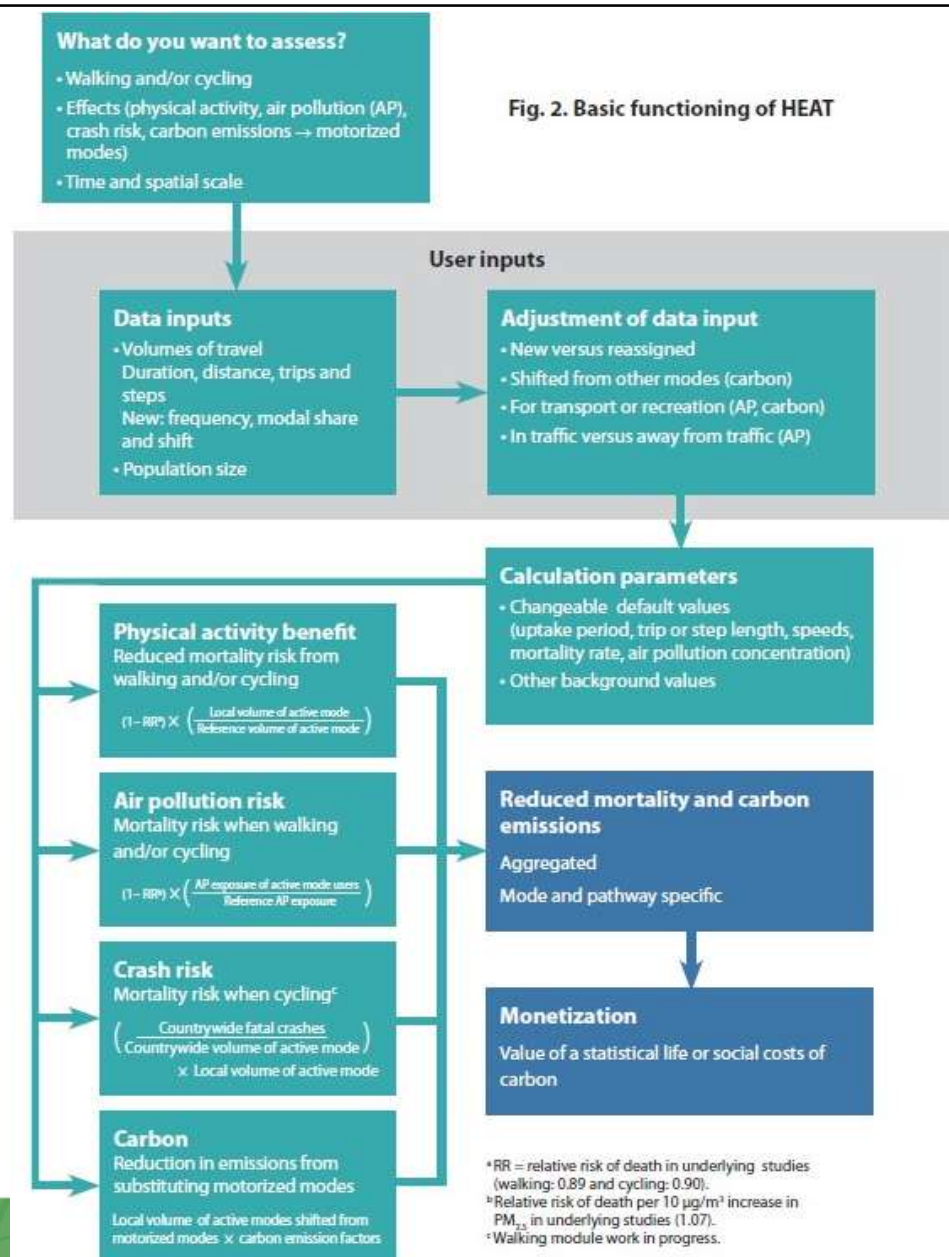 What do you want to assess?
• Walking and/or cycling
• Effects (physical activity, air pollution (AP),
crash risk, carbon emissions → motorized
modes)
• Time and spatial scale
Fig. 2. Basic functioning of HEAT
User inputs
Data inputs
• Volumes of travel
Duration, distance, trips and
steps
New: frequency, modal share
and shift
• Population size
Adjustment of data input
• New versus reassigned
• Shifted from other modes (carbon)
• For transport or recreation (AP, carbon)
• In traffic versus away from traffic (AP)
Calculation parameters
• Changeable default values
(uptake period, trip or step length, speeds,
mortality rate, air pollution concentration)
• Other background values
Physical activity benefit
Reduced mortality risk from
walking and/or cycling
(1– RRᵃ) × (Local volume of active mode
Reference volume of active mode)
Air pollution risk
Mortality risk when walking
and/or cycling
(1– RRᵇ) × (AP exposure of active mode users
Reference AP exposure)
Crash risk
Mortality risk when cyclingᶜ
(Countrywide fatal crashes
Countrywide volume of active mode)
× Local volume of active mode
Carbon
Reduction in emissions from
substituting motorized modes
Local volume of active modes shifted from
motorized modes × carbon emission factors
Reduced mortality and carbon
emissions
Aggregated
Mode and pathway specific
Monetization
Value of a statistical life or social costs of
carbon
ᵃ RR = relative risk of death in underlying studies
(walking: 0.89 and cycling: 0.90).
ᵇ Relative risk of death per 10 µg/m³ increase in
PM₂.₅ in underlying studies (1.07).
ᶜ Walking module work in progress.